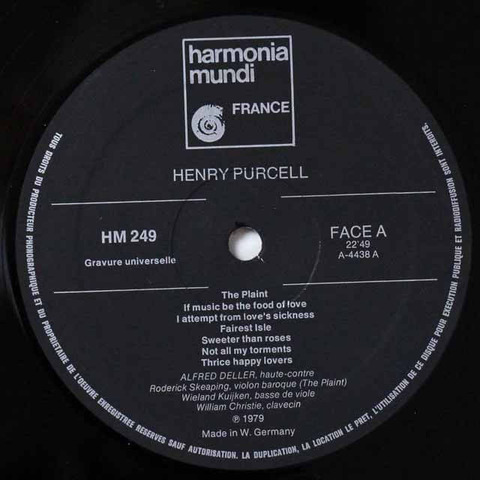 harmonia
mundi
FRANCE
HENRY PURCELL
HM 249
Gravure universelle
FACE A
22'49
A-4438 A
The Plaint
If music be the food of love
I attempt from love's sickness
Fairest Isle
Sweeter than roses
Not all my torments
Thrice happy lovers
ALFRED DELLER, haute-contre
Roderick Skeaping, violon baroque (The Plaint)
Wieland Kuijken, basse de viole
William Christie, clavecin
℗ 1979
Made in W. Germany
TOUS DROITS DU PRODUCTEUR PHONOGRAPHIQUE ET DU PROPRIETAIRE DE L'ŒUVRE ENREGISTREE RESERVES SAUF AUTORISATION. LA DUPLICATION, LA LOCATION, LE PRET, L'UTILISATION DE CE DISQUE POUR EXECUTION PUBLIQUE ET RADIODIFFUSION SONT INTERDITS.